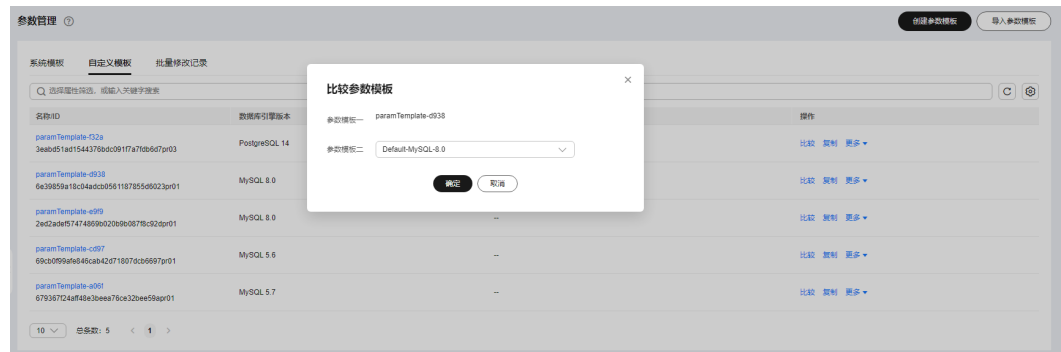 参数管理
创建参数模板
导入参数模板
系统模板 自定义模板 批量修改记录
选择属性筛选，或输入关键字搜索
比较参数模板
参数模板一 paramTemplate-d938
参数模板二 Default-MySQL-8.0
确定 取消
名称/ID 数据库引擎版本 操作
paramTemplate-f32a
3eabd51ad1544376bdc091f7a7fdb6d7pr03
PostgreSQL 14
比较 复制 更多
paramTemplate-d938
6e39859a18c04adcb0561187855d6023pr01
MySQL 8.0
比较 复制 更多
paramTemplate-e9f9
2ed2adef57474869b020b9b087f8c92dpr01
MySQL 8.0
--
比较 复制 更多
paramTemplate-cd97
69cb0f99afe846cab42d71807dcb6697pr01
MySQL 5.6
--
比较 复制 更多
paramTemplate-a06f
679367f24aff48e3beea76ce32bee59apr01
MySQL 5.7
--
比较 复制 更多
10 总条数：5 < 1 >